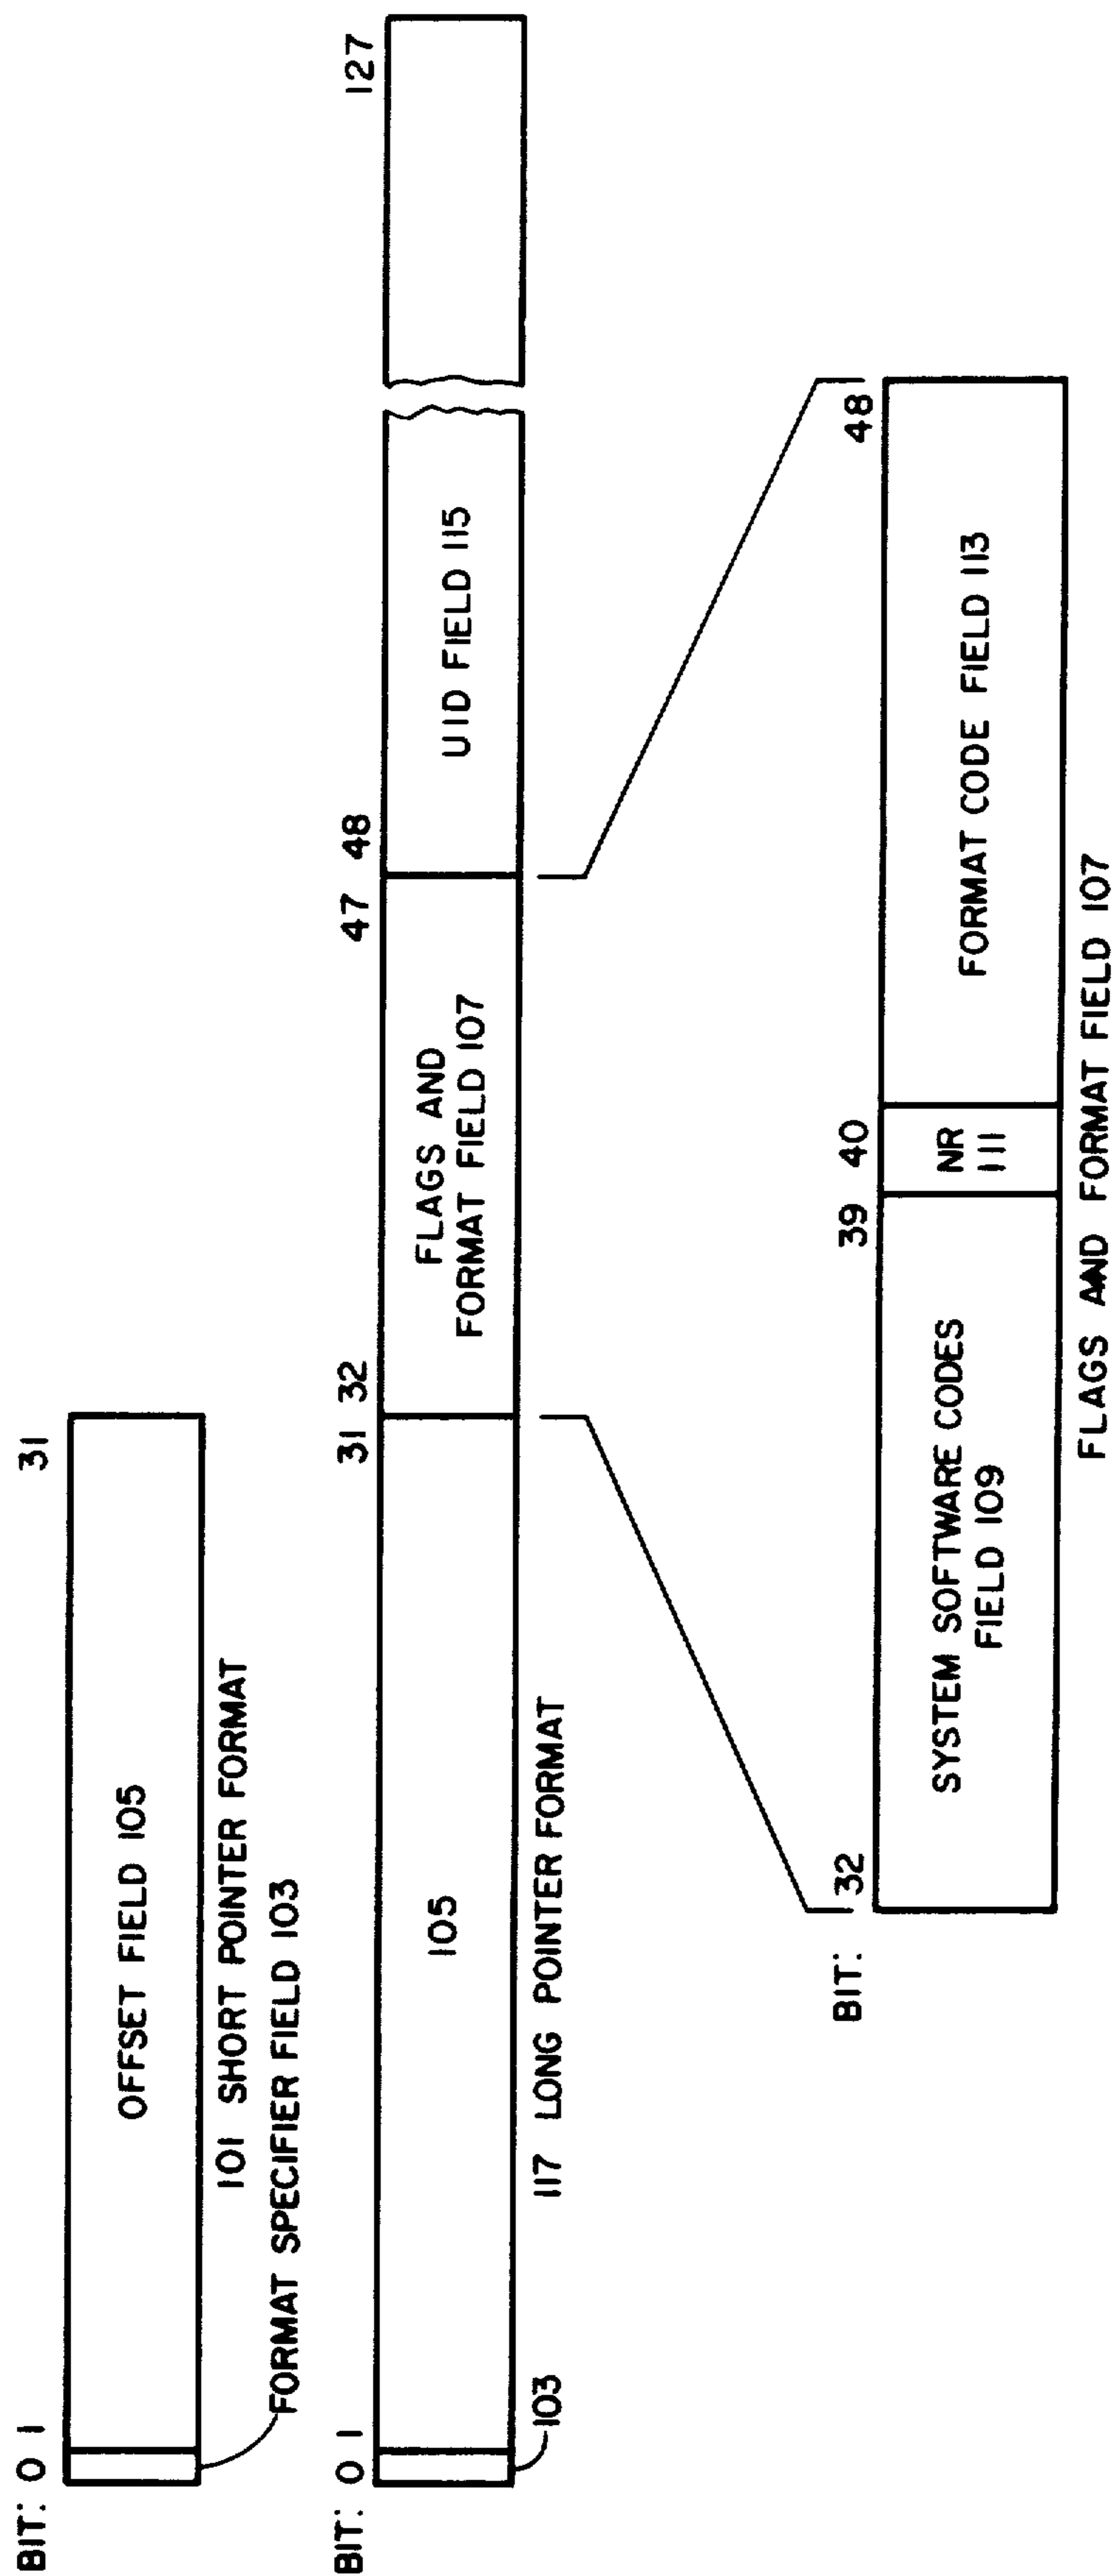 BIT: 0 1 31
OFFSET FIELD 105
101 SHORT POINTER FORMAT
FORMAT SPECIFIER FIELD 103
BIT: 0 1 31 32 47 48 127
105
FLAGS AND
FORMAT FIELD 107
UID FIELD 115
103
117 LONG POINTER FORMAT
BIT: 32 39 40 48
SYSTEM SOFTWARE CODES
FIELD 109
NR
111
FORMAT CODE FIELD 113
FLAGS AND FORMAT FIELD 107